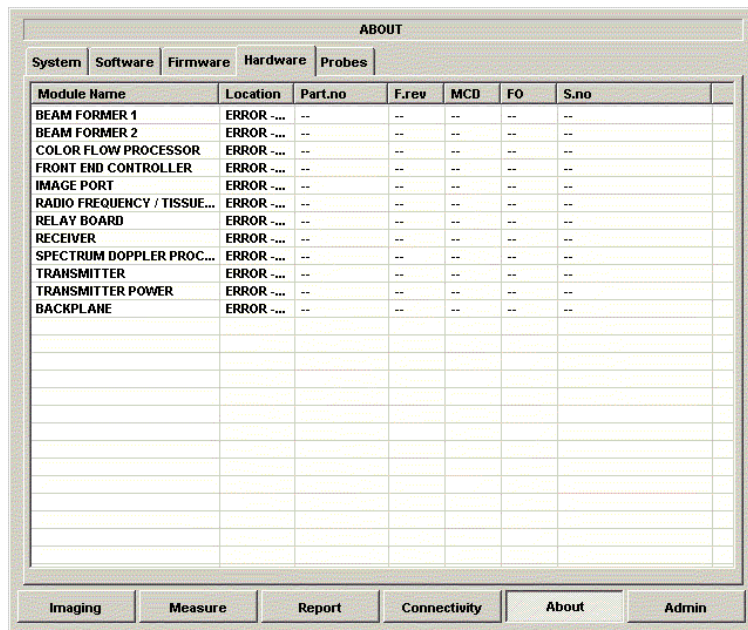 ABOUT
System Software Firmware Hardware Probes
Module Name Location Part.no F.rev MCD FO S.no
BEAM FORMER 1 ERROR -... -- -- -- -- --
BEAM FORMER 2 ERROR -... -- -- -- -- --
COLOR FLOW PROCESSOR ERROR -... -- -- -- -- --
FRONT END CONTROLLER ERROR -... -- -- -- -- --
IMAGE PORT ERROR -... -- -- -- -- --
RADIO FREQUENCY / TISSUE... ERROR -... -- -- -- -- --
RELAY BOARD ERROR -... -- -- -- -- --
RECEIVER ERROR -... -- -- -- -- --
SPECTRUM DOPPLER PROC... ERROR -... -- -- -- -- --
TRANSMITTER ERROR -... -- -- -- -- --
TRANSMITTER POWER ERROR -... -- -- -- -- --
BACKPLANE ERROR -... -- -- -- -- --
Imaging Measure Report Connectivity About Admin